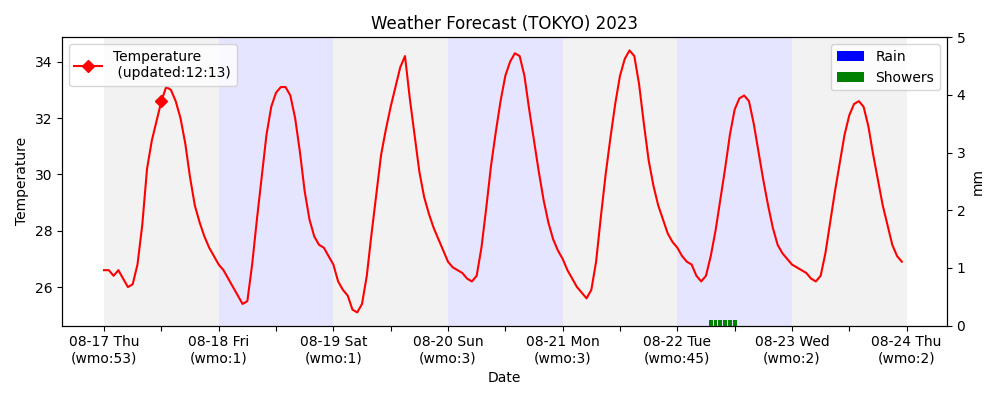 Weather Forecast (TOKYO) 2023
Temperature
(updated:12:13)
Rain
Showers
Temperature
34
32
30
28
26
5
4
3
2
1
0
mm
08-17 Thu
(wmo:53)
08-18 Fri
(wmo:1)
08-19 Sat
(wmo:1)
08-20 Sun
(wmo:3)
08-21 Mon
(wmo:3)
08-22 Tue
(wmo:45)
08-23 Wed
(wmo:2)
08-24 Thu
(wmo:2)
Date